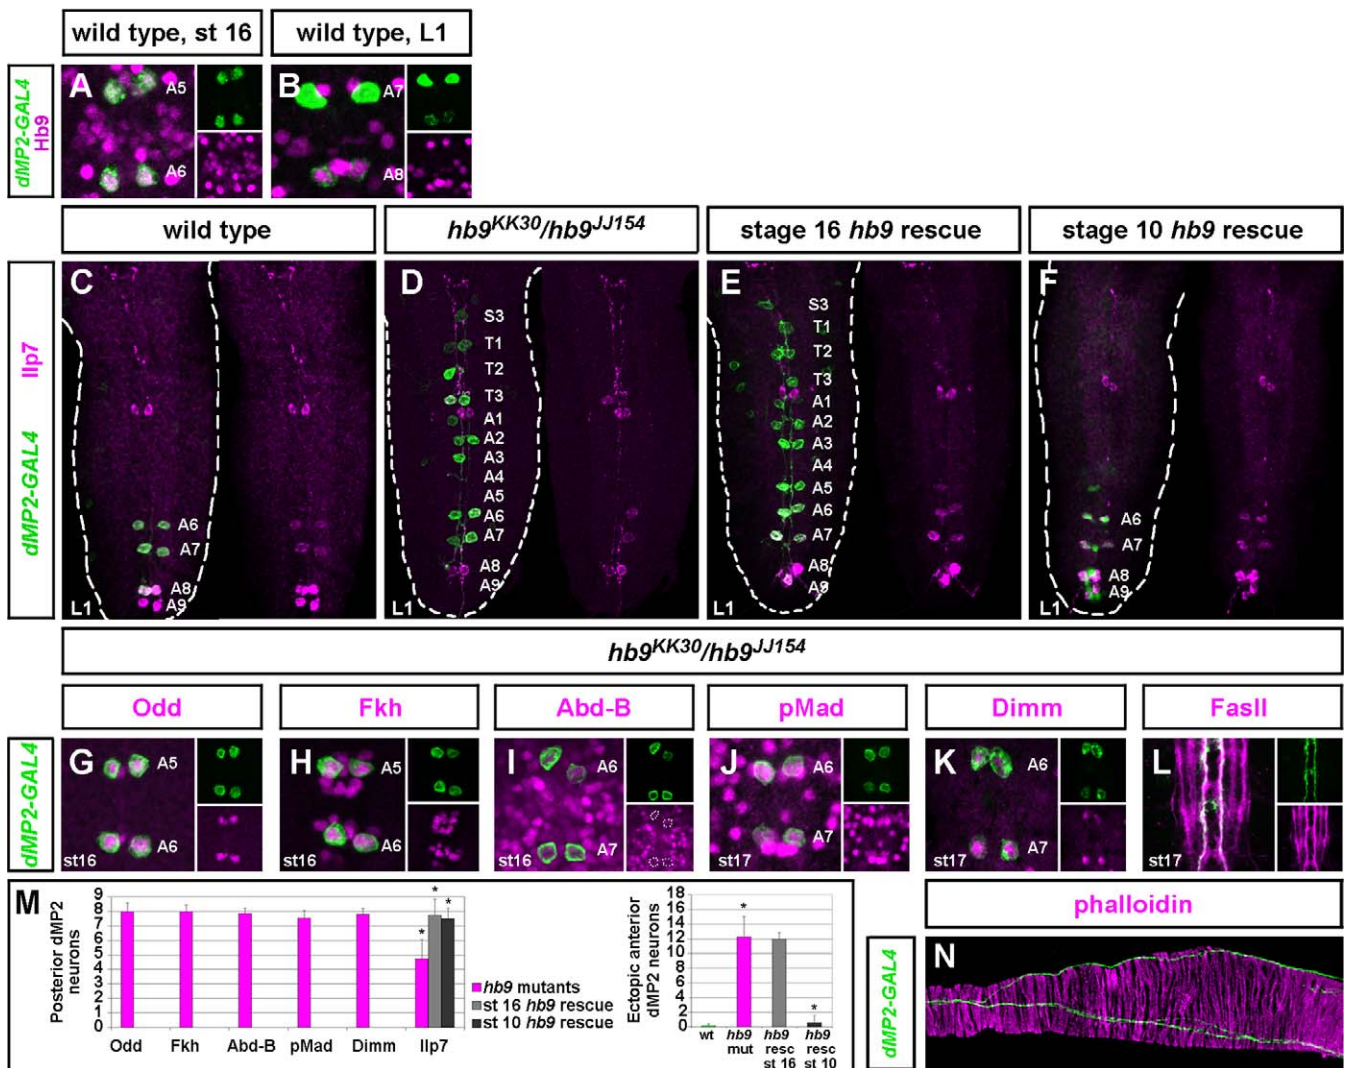 wild type, st 16
wild type, L1
dMP2-GAL4
Hb9
A
A5
A6
B
A7
A8
wild type
hb9KK30/hb9JJ154
stage 16 hb9 rescue
stage 10 hb9 rescue
dMP2-GAL4
Ilp7
C
A6
A7
A8
A9
L1
D
S3
T1
T2
T3
A1
A2
A3
A4
A5
A6
A7
A8
A9
L1
E
S3
T1
T2
T3
A1
A2
A3
A4
A5
A6
A7
A8
A9
L1
F
A6
A7
A8
A9
L1
hb9KK30/hb9JJ154
Odd
Fkh
Abd-B
pMad
Dimm
FasII
dMP2-GAL4
G
A5
A6
st16
H
A5
A6
st16
I
A6
A7
st16
J
A6
A7
st17
K
A6
A7
st17
L
st17
M
Posterior dMP2
neurons
9
8
7
6
5
4
3
2
1
0
Odd
Fkh
Abd-B
pMad
Dimm
Ilp7
*
*
*
hb9 mutants
st 16 hb9 rescue
st 10 hb9 rescue
Ectopic anterior
dMP2 neurons
18
16
14
12
10
8
6
4
2
0
*
*
wt
hb9
mut
hb9
resc
st 16
hb9
resc
st 10
phalloidin
dMP2-GAL4
N